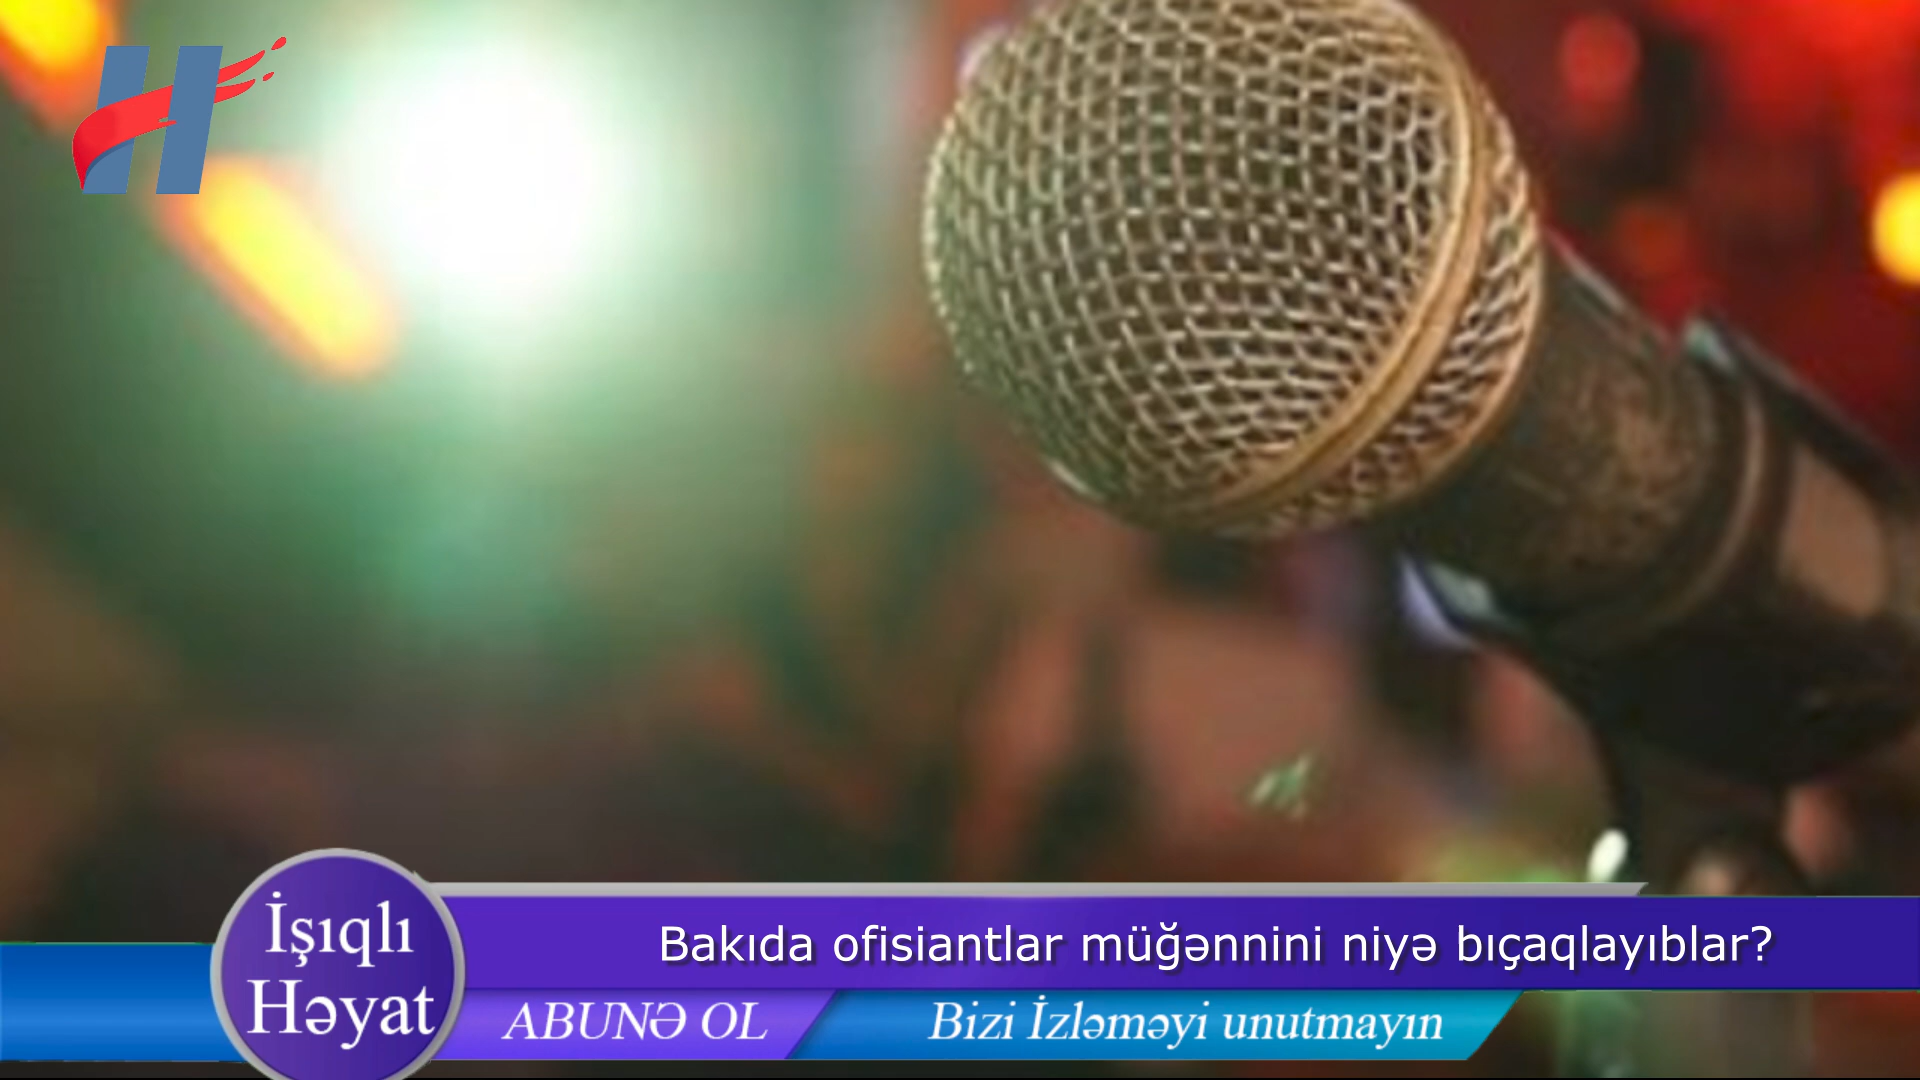 H
Bakıda ofisiantlar müğənnini niyə bıçaqlayıblar?
İşıqlı
Həyat
ABUNƏ OL
Bizi İzləməyi unutmayın